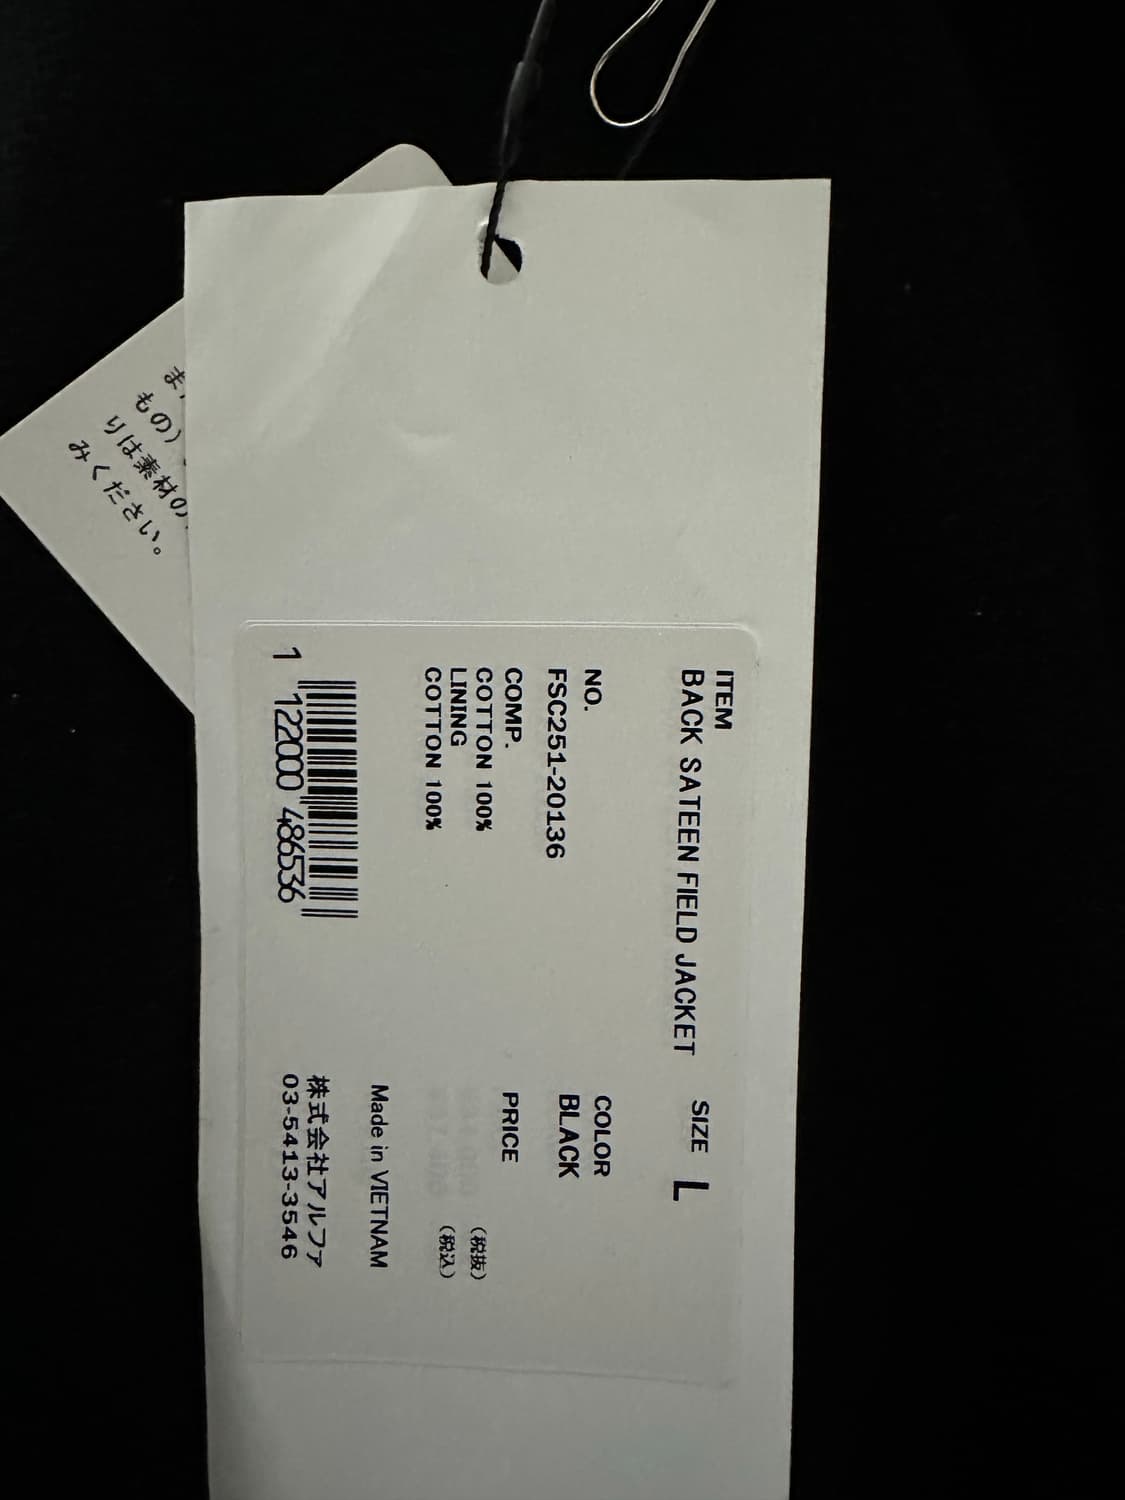 ITEM
BACK SATEEN FIELD JACKET
SIZE L
NO.
FSC251-20136
COLOR
BLACK
COMP.
COTTON 100%
LINING
COTTON 100%
PRICE
(税抜)
(税込)
Made in VIETNAM
1 122000 486536
株式会社アルファ
03-5413-3546
ま
もの)
りは素材の
みください。